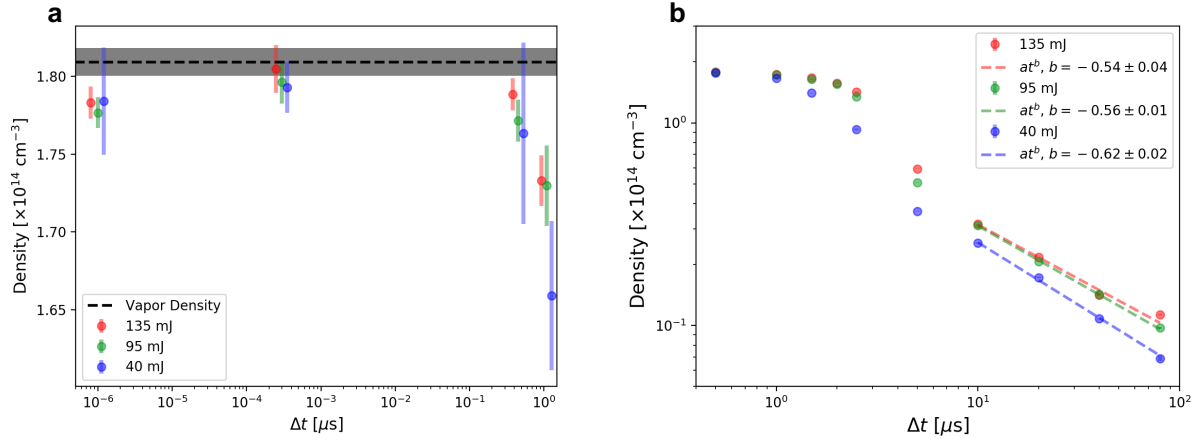 a
1.80
1.75
1.70
1.65
Density [×10¹⁴ cm⁻³]
Vapor Density
135 mJ
95 mJ
40 mJ
10⁻⁶ 10⁻⁵ 10⁻⁴ 10⁻³ 10⁻² 10⁻¹ 10⁰
Δt [μs]
b
135 mJ
atᵇ, b = −0.54 ± 0.04
95 mJ
atᵇ, b = −0.56 ± 0.01
40 mJ
atᵇ, b = −0.62 ± 0.02
10⁰
10⁻¹
Density [×10¹⁴ cm⁻³]
10⁰ 10¹ 10²
Δt [μs]